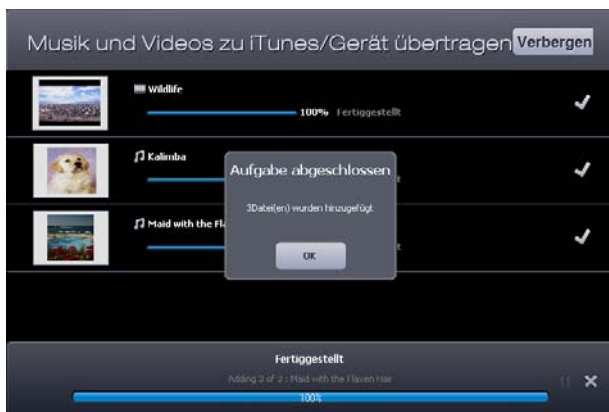 Musik und Videos zu iTunes/Gerät übertragen
Verbergen
Wildlife
100% Fertiggestellt
Kalimba
Aufgabe abgeschlossen
3Datei(en) wurden hinzugefügt
Maid with the Fl
t
OK
t
Fertiggestellt
Adding 3 of 3 : Maid with the Flaxen Hair
100%